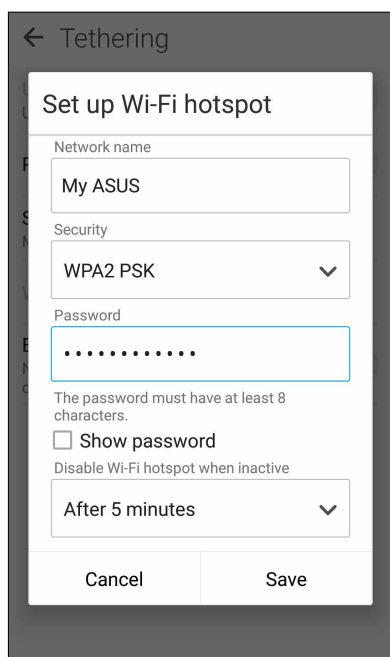 Tethering
Set up Wi-Fi hotspot
Network name
My ASUS
Security
WPA2 PSK
Password
••••••••••••
The password must have at least 8
characters.
Show password
Disable Wi-Fi hotspot when inactive
After 5 minutes
Cancel Save